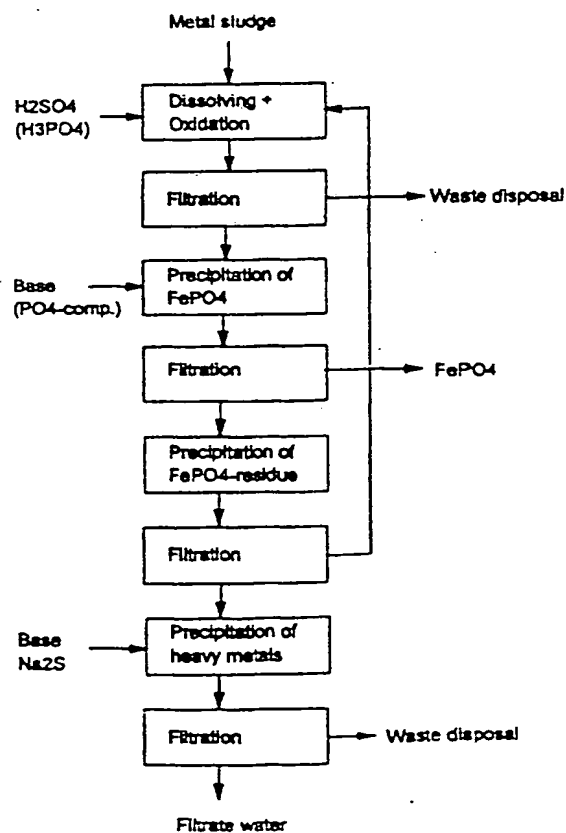 Metal sludge
H2SO4
(H3PO4)
Dissolving +
Oxidation
Filtration
Waste disposal
Base
(PO4-comp.)
Precipitation of
FePO4
Filtration
FePO4
Precipitation of
FePO4-residue
Filtration
Base
Na2S
Precipitation of
heavy metals
Filtration
Waste disposal
Filtrate water